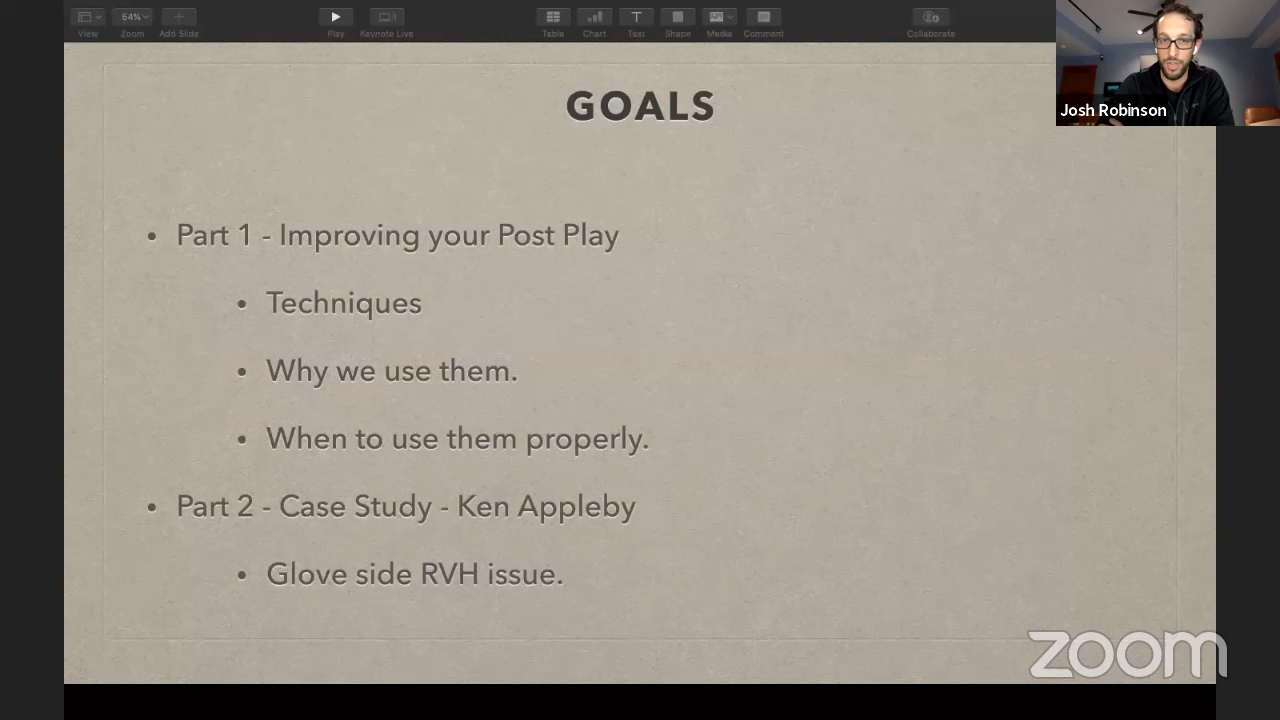 64%
View
Zoom
Add Slide
Play
Keynote Live
Table
Chart
Text
Shape
Media
Comment
Collaborate
Josh Robinson
GOALS
• Part 1 - Improving your Post Play
• Techniques
• Why we use them.
• When to use them properly.
• Part 2 - Case Study - Ken Appleby
• Glove side RVH issue.
zoom